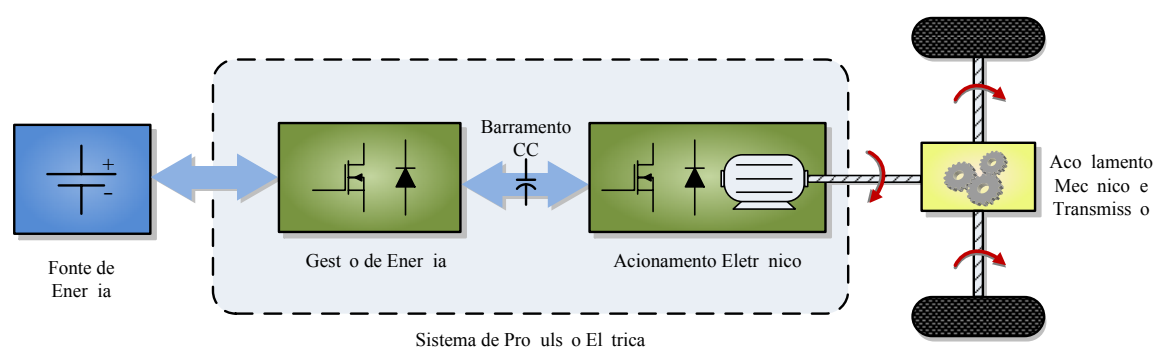 Barramento
CC
+
-
Aco lamento
Mec nico e
Transmiss o
Fonte de
Ener ia
Gest o de Ener ia
Acionamento Eletr nico
Sistema de Pro uls o El trica